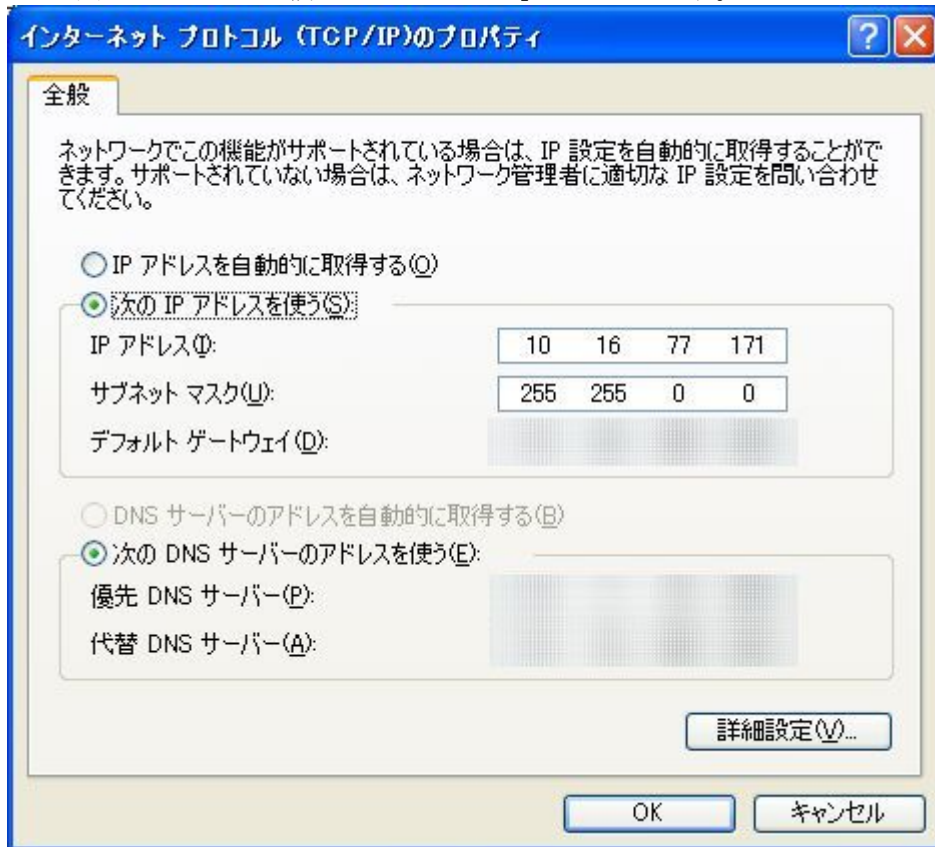 インターネット プロトコル (TCP/IP)のプロパティ
全般
ネットワークでこの機能がサポートされている場合は、IP 設定を自動的に取得することがで
きます。サポートされていない場合は、ネットワーク管理者に適切な IP 設定を問い合わせ
てください。
IP アドレスを自動的に取得する(O)
次の IP アドレスを使う(S):
IP アドレス(I): 10 16 77 171
サブネット マスク(U): 255 255 0 0
デフォルト ゲートウェイ(D):
DNS サーバーのアドレスを自動的に取得する(B)
次の DNS サーバーのアドレスを使う(E):
優先 DNS サーバー(P):
代替 DNS サーバー(A):
詳細設定(V)...
OK キャンセル